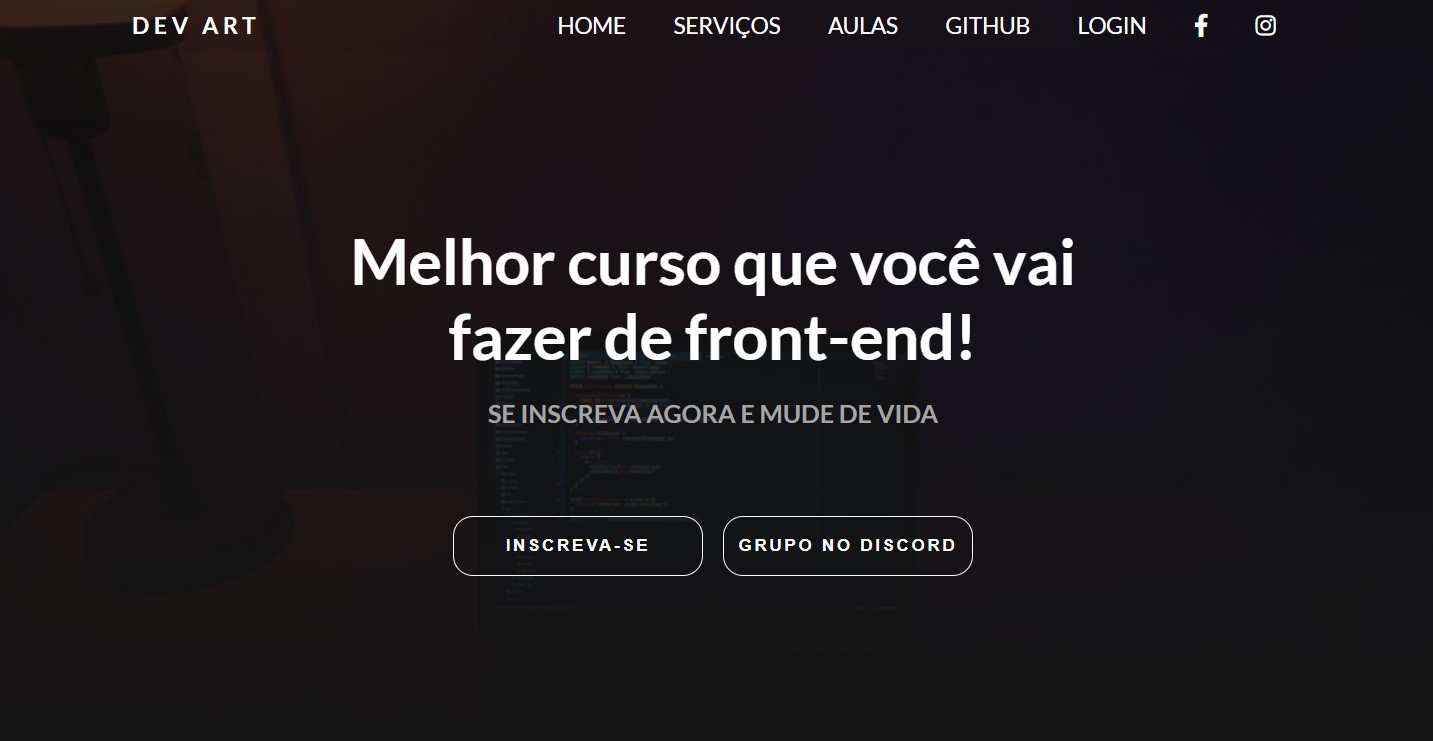 DEV ART
HOME SERVIÇOS AULAS GITHUB LOGIN
Melhor curso que você vai
fazer de front-end!
SE INSCREVA AGORA E MUDE DE VIDA
INSCREVA-SE GRUPO NO DISCORD